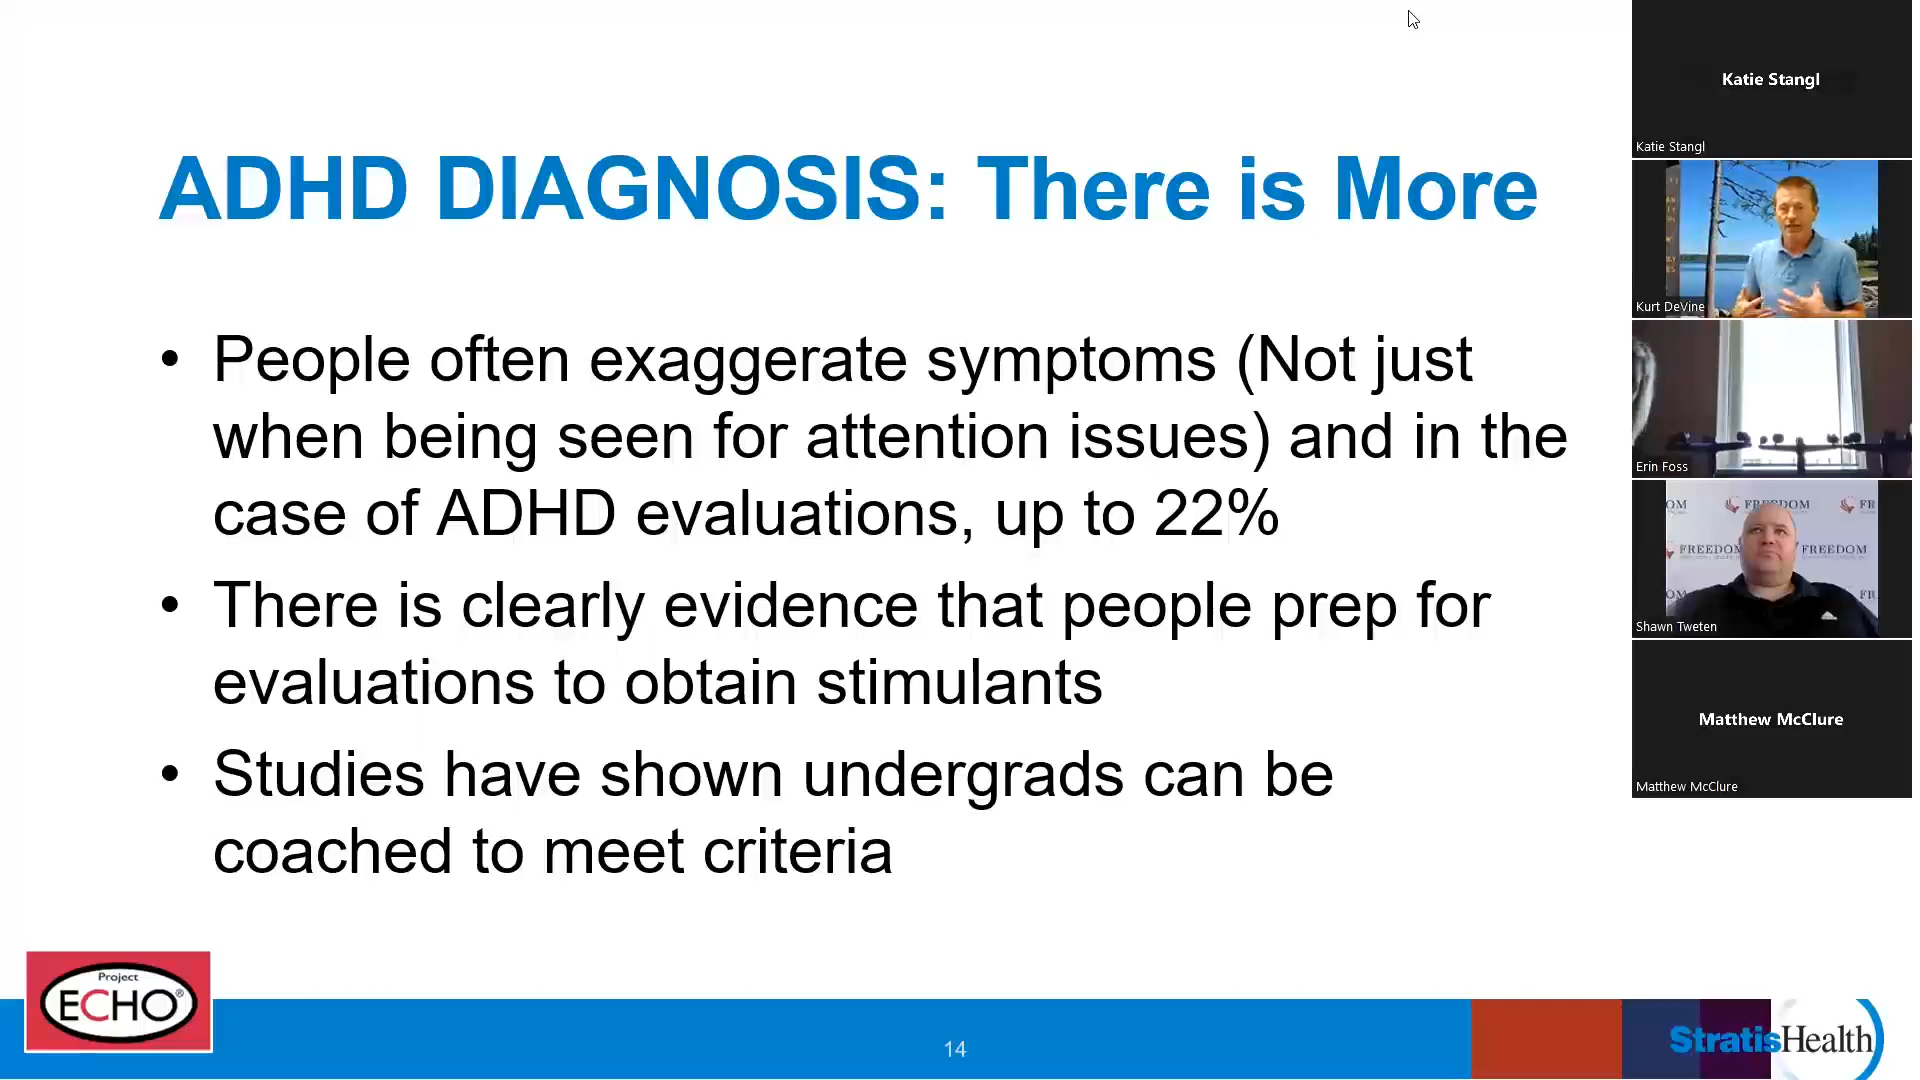 ADHD DIAGNOSIS: There is More
• People often exaggerate symptoms (Not just
when being seen for attention issues) and in the
case of ADHD evaluations, up to 22%
• There is clearly evidence that people prep for
evaluations to obtain stimulants
• Studies have shown undergrads can be
coached to meet criteria
Project
ECHO®
14
StratisHealth
Katie Stangl
Katie Stangl
Kurt DeVine
Erin Foss
FREEDOM
FREEDOM
FREEDOM
Shawn Tweten
Matthew McClure
Matthew McClure